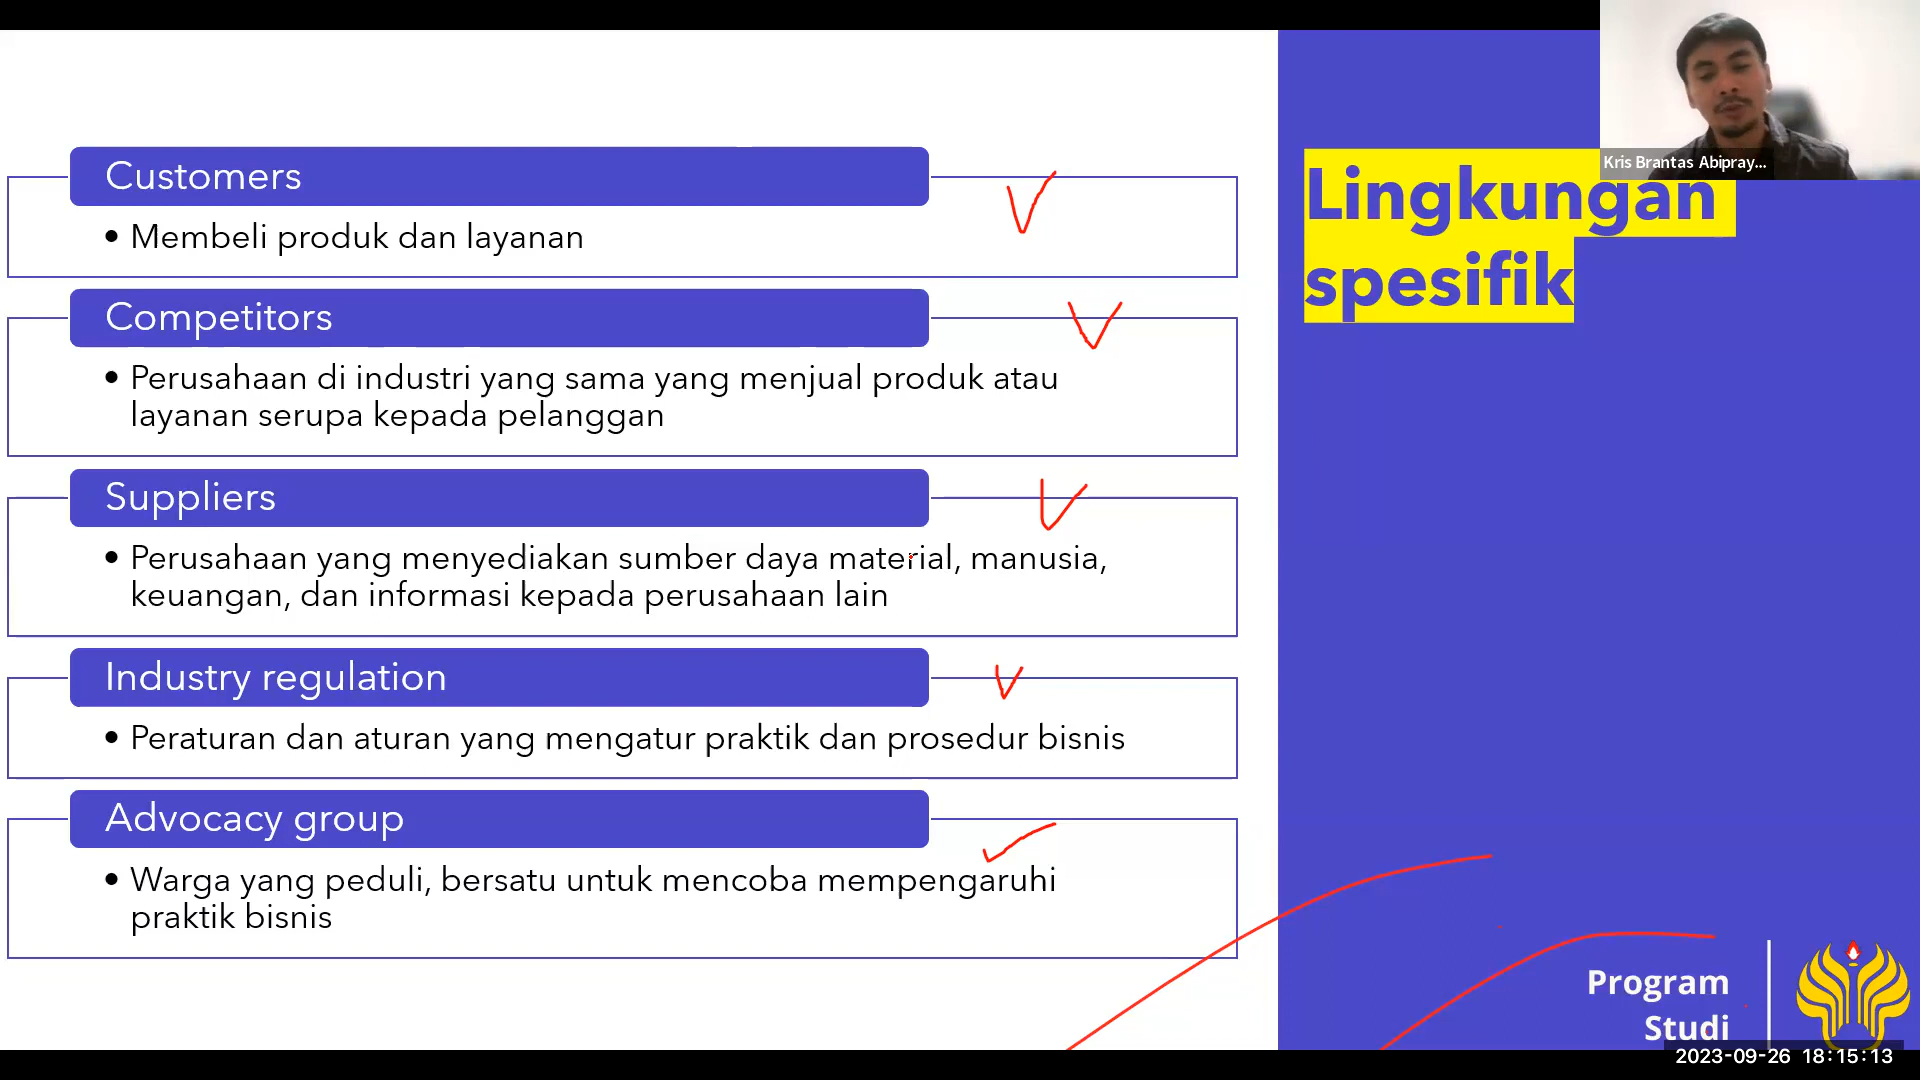 Customers
• Membeli produk dan layanan
Competitors
• Perusahaan di industri yang sama yang menjual produk atau
layanan serupa kepada pelanggan
Suppliers
• Perusahaan yang menyediakan sumber daya material, manusia,
keuangan, dan informasi kepada perusahaan lain
Industry regulation
• Peraturan dan aturan yang mengatur praktik dan prosedur bisnis
Advocacy group
• Warga yang peduli, bersatu untuk mencoba mempengaruhi
praktik bisnis
Kris Brantas Abipray...
Lingkungan
spesifik
Program
Studi
2023-09-26 18:15:13